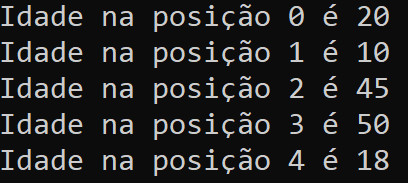 Idade na posição 0 é 20
Idade na posição 1 é 10
Idade na posição 2 é 45
Idade na posição 3 é 50
Idade na posição 4 é 18